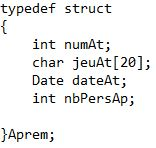 typedef struct
{
    int numAt;
    char jeuAt[20];
    Date dateAt;
    int nbPersAp;

}Aprem;